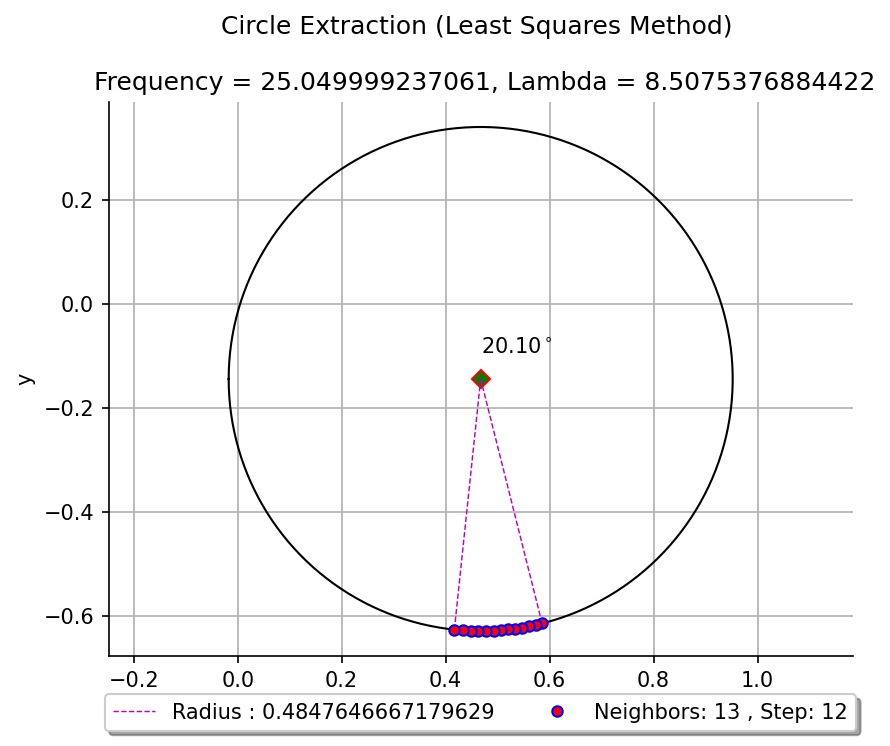 Circle Extraction (Least Squares Method)
Frequency = 25.049999237061, Lambda = 8.5075376884422
0.2
0.0
−0.2
−0.4
−0.6
y
20.10°
−0.2 0.0 0.2 0.4 0.6 0.8 1.0
Radius : 0.4847646667179629 Neighbors: 13 , Step: 12